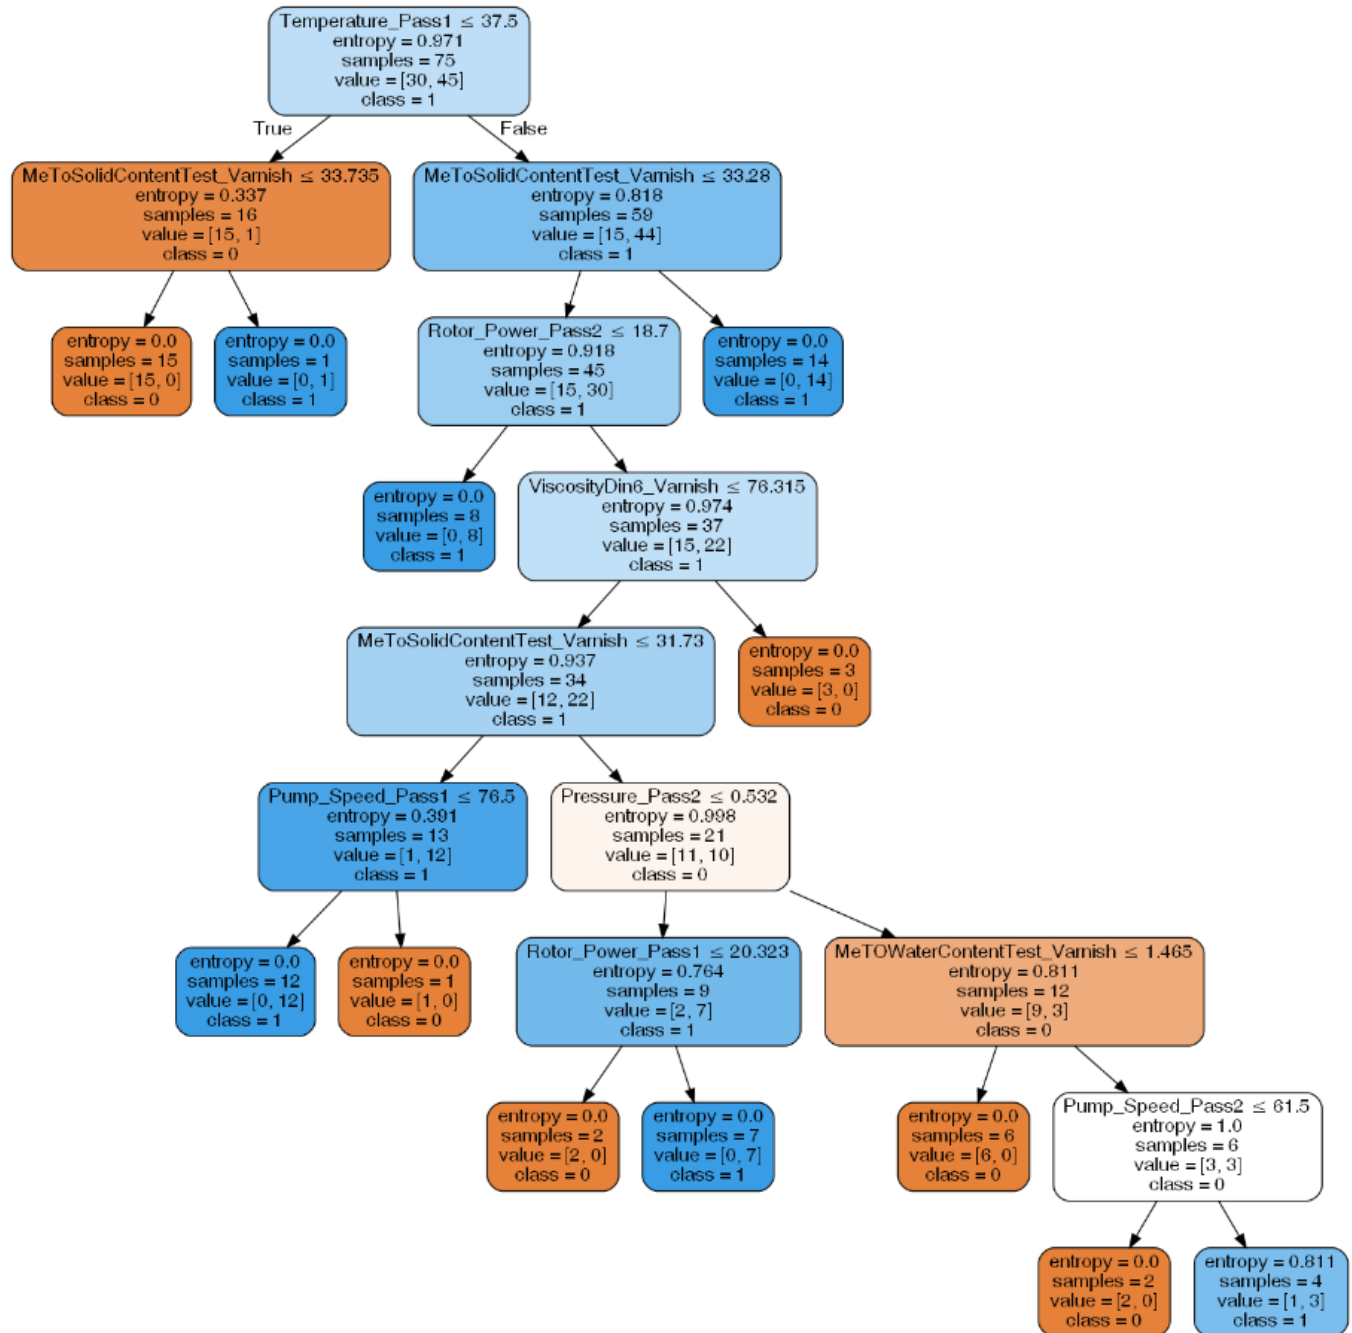 Temperature_Pass1 ≤ 37.5
entropy = 0.971
samples = 75
value = [30, 45]
class = 1
True
False
MeToSolidContentTest_Varnish ≤ 33.735
entropy = 0.337
samples = 16
value = [15, 1]
class = 0
MeToSolidContentTest_Varnish ≤ 33.28
entropy = 0.818
samples = 59
value = [15, 44]
class = 1
entropy = 0.0
samples = 15
value = [15, 0]
class = 0
entropy = 0.0
samples = 1
value = [0, 1]
class = 1
Rotor_Power_Pass2 ≤ 18.7
entropy = 0.918
samples = 45
value = [15, 30]
class = 1
entropy = 0.0
samples = 14
value = [0, 14]
class = 1
entropy = 0.0
samples = 8
value = [0, 8]
class = 1
ViscosityDin6_Varnish ≤ 76.315
entropy = 0.974
samples = 37
value = [15, 22]
class = 1
MeToSolidContentTest_Varnish ≤ 31.73
entropy = 0.937
samples = 34
value = [12, 22]
class = 1
entropy = 0.0
samples = 3
value = [3, 0]
class = 0
Pump_Speed_Pass1 ≤ 76.5
entropy = 0.391
samples = 13
value = [1, 12]
class = 1
Pressure_Pass2 ≤ 0.532
entropy = 0.998
samples = 21
value = [11, 10]
class = 0
entropy = 0.0
samples = 12
value = [0, 12]
class = 1
entropy = 0.0
samples = 1
value = [1, 0]
class = 0
Rotor_Power_Pass1 ≤ 20.323
entropy = 0.764
samples = 9
value = [2, 7]
class = 1
MeTOWaterContentTest_Varnish ≤ 1.465
entropy = 0.811
samples = 12
value = [9, 3]
class = 0
entropy = 0.0
samples = 2
value = [2, 0]
class = 0
entropy = 0.0
samples = 7
value = [0, 7]
class = 1
entropy = 0.0
samples = 6
value = [6, 0]
class = 0
Pump_Speed_Pass2 ≤ 61.5
entropy = 1.0
samples = 6
value = [3, 3]
class = 0
entropy = 0.0
samples = 2
value = [2, 0]
class = 0
entropy = 0.811
samples = 4
value = [1, 3]
class = 1